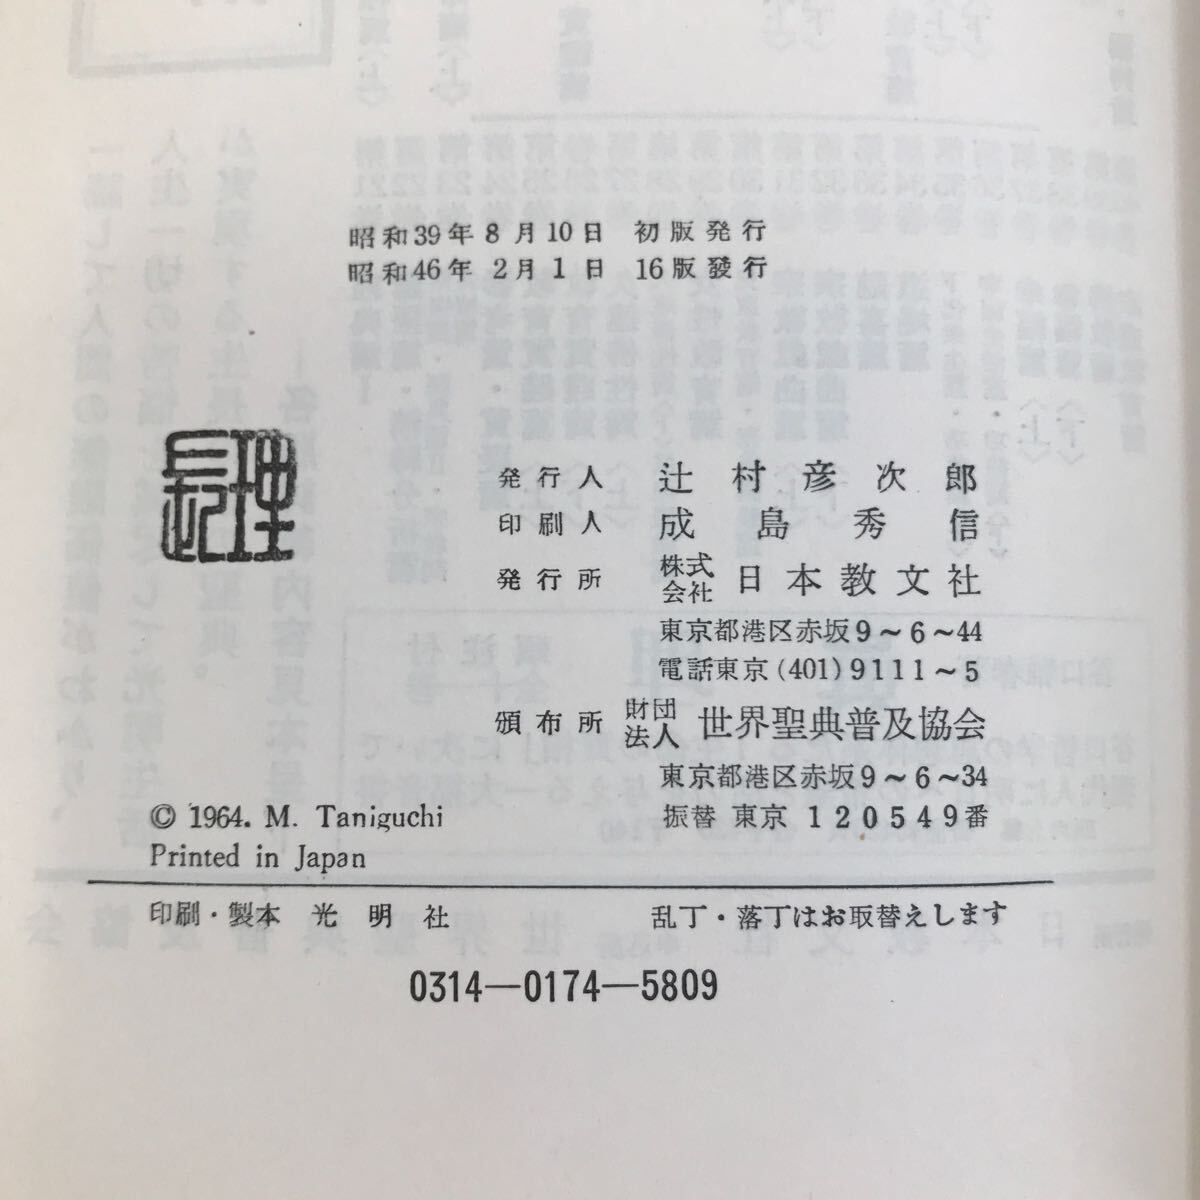 昭和39年 8月10日 初版発行
昭和46年 2月1日 16版發行
発行人 辻村彦次郎
印刷人 成島秀信
発行所 株式会社 日本教文社
東京都港区赤坂9~6~44
電話東京(401)9111~5
頒布所 財団法人 世界聖典普及協会
東京都港区赤坂9~6~34
振替 東京 120549番
© 1964. M. Taniguchi
Printed in Japan
印刷・製本 光明社
乱丁・落丁はお取替えします
0314—0174—5809